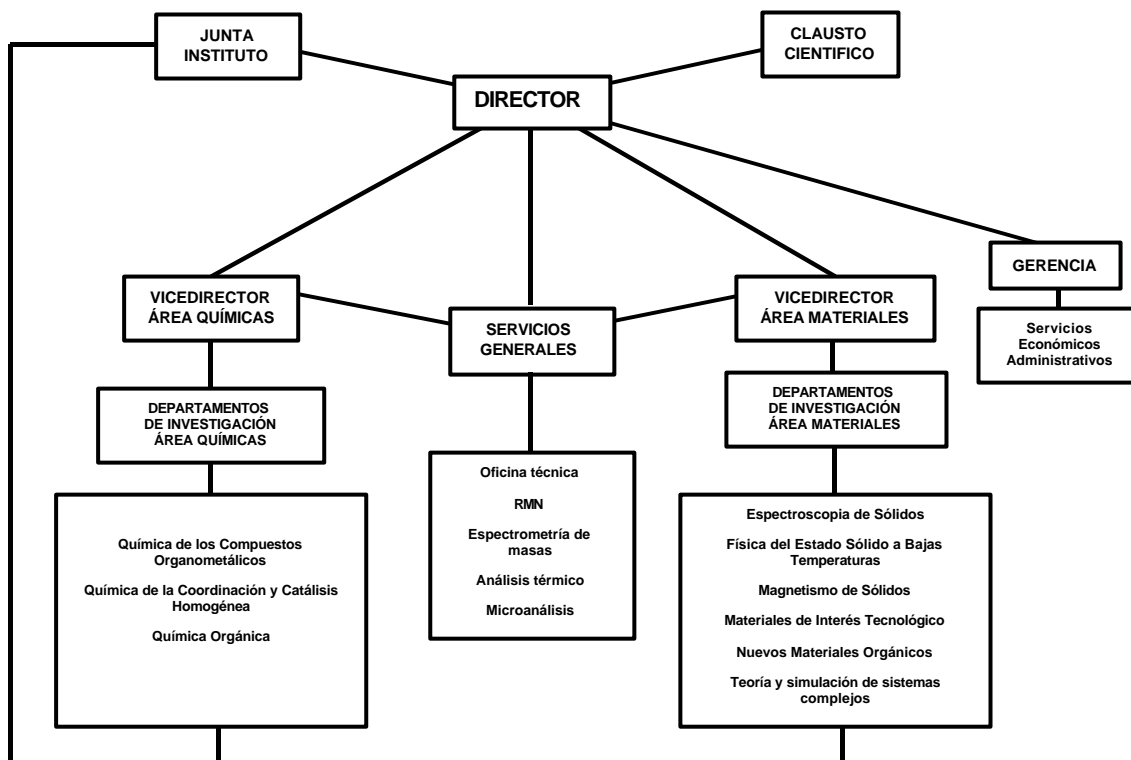 JUNTA
INSTITUTO
CLAUSTO
CIENTIFICO
DIRECTOR
GERENCIA
VICEDIRECTOR
ÁREA QUÍMICAS
SERVICIOS
GENERALES
VICEDIRECTOR
ÁREA MATERIALES
Servicios
Económicos
Administrativos
DEPARTAMENTOS
DE INVESTIGACIÓN
ÁREA QUÍMICAS
DEPARTAMENTOS
DE INVESTIGACIÓN
ÁREA MATERIALES
Química de los Compuestos
Organometálicos
Química de la Coordinación y Catálisis
Homogénea
Química Orgánica
Oficina técnica
RMN
Espectrometría de
masas
Análisis térmico
Microanálisis
Espectroscopia de Sólidos
Física del Estado Sólido a Bajas
Temperaturas
Magnetismo de Sólidos
Materiales de Interés Tecnológico
Nuevos Materiales Orgánicos
Teoría y simulación de sistemas
complejos